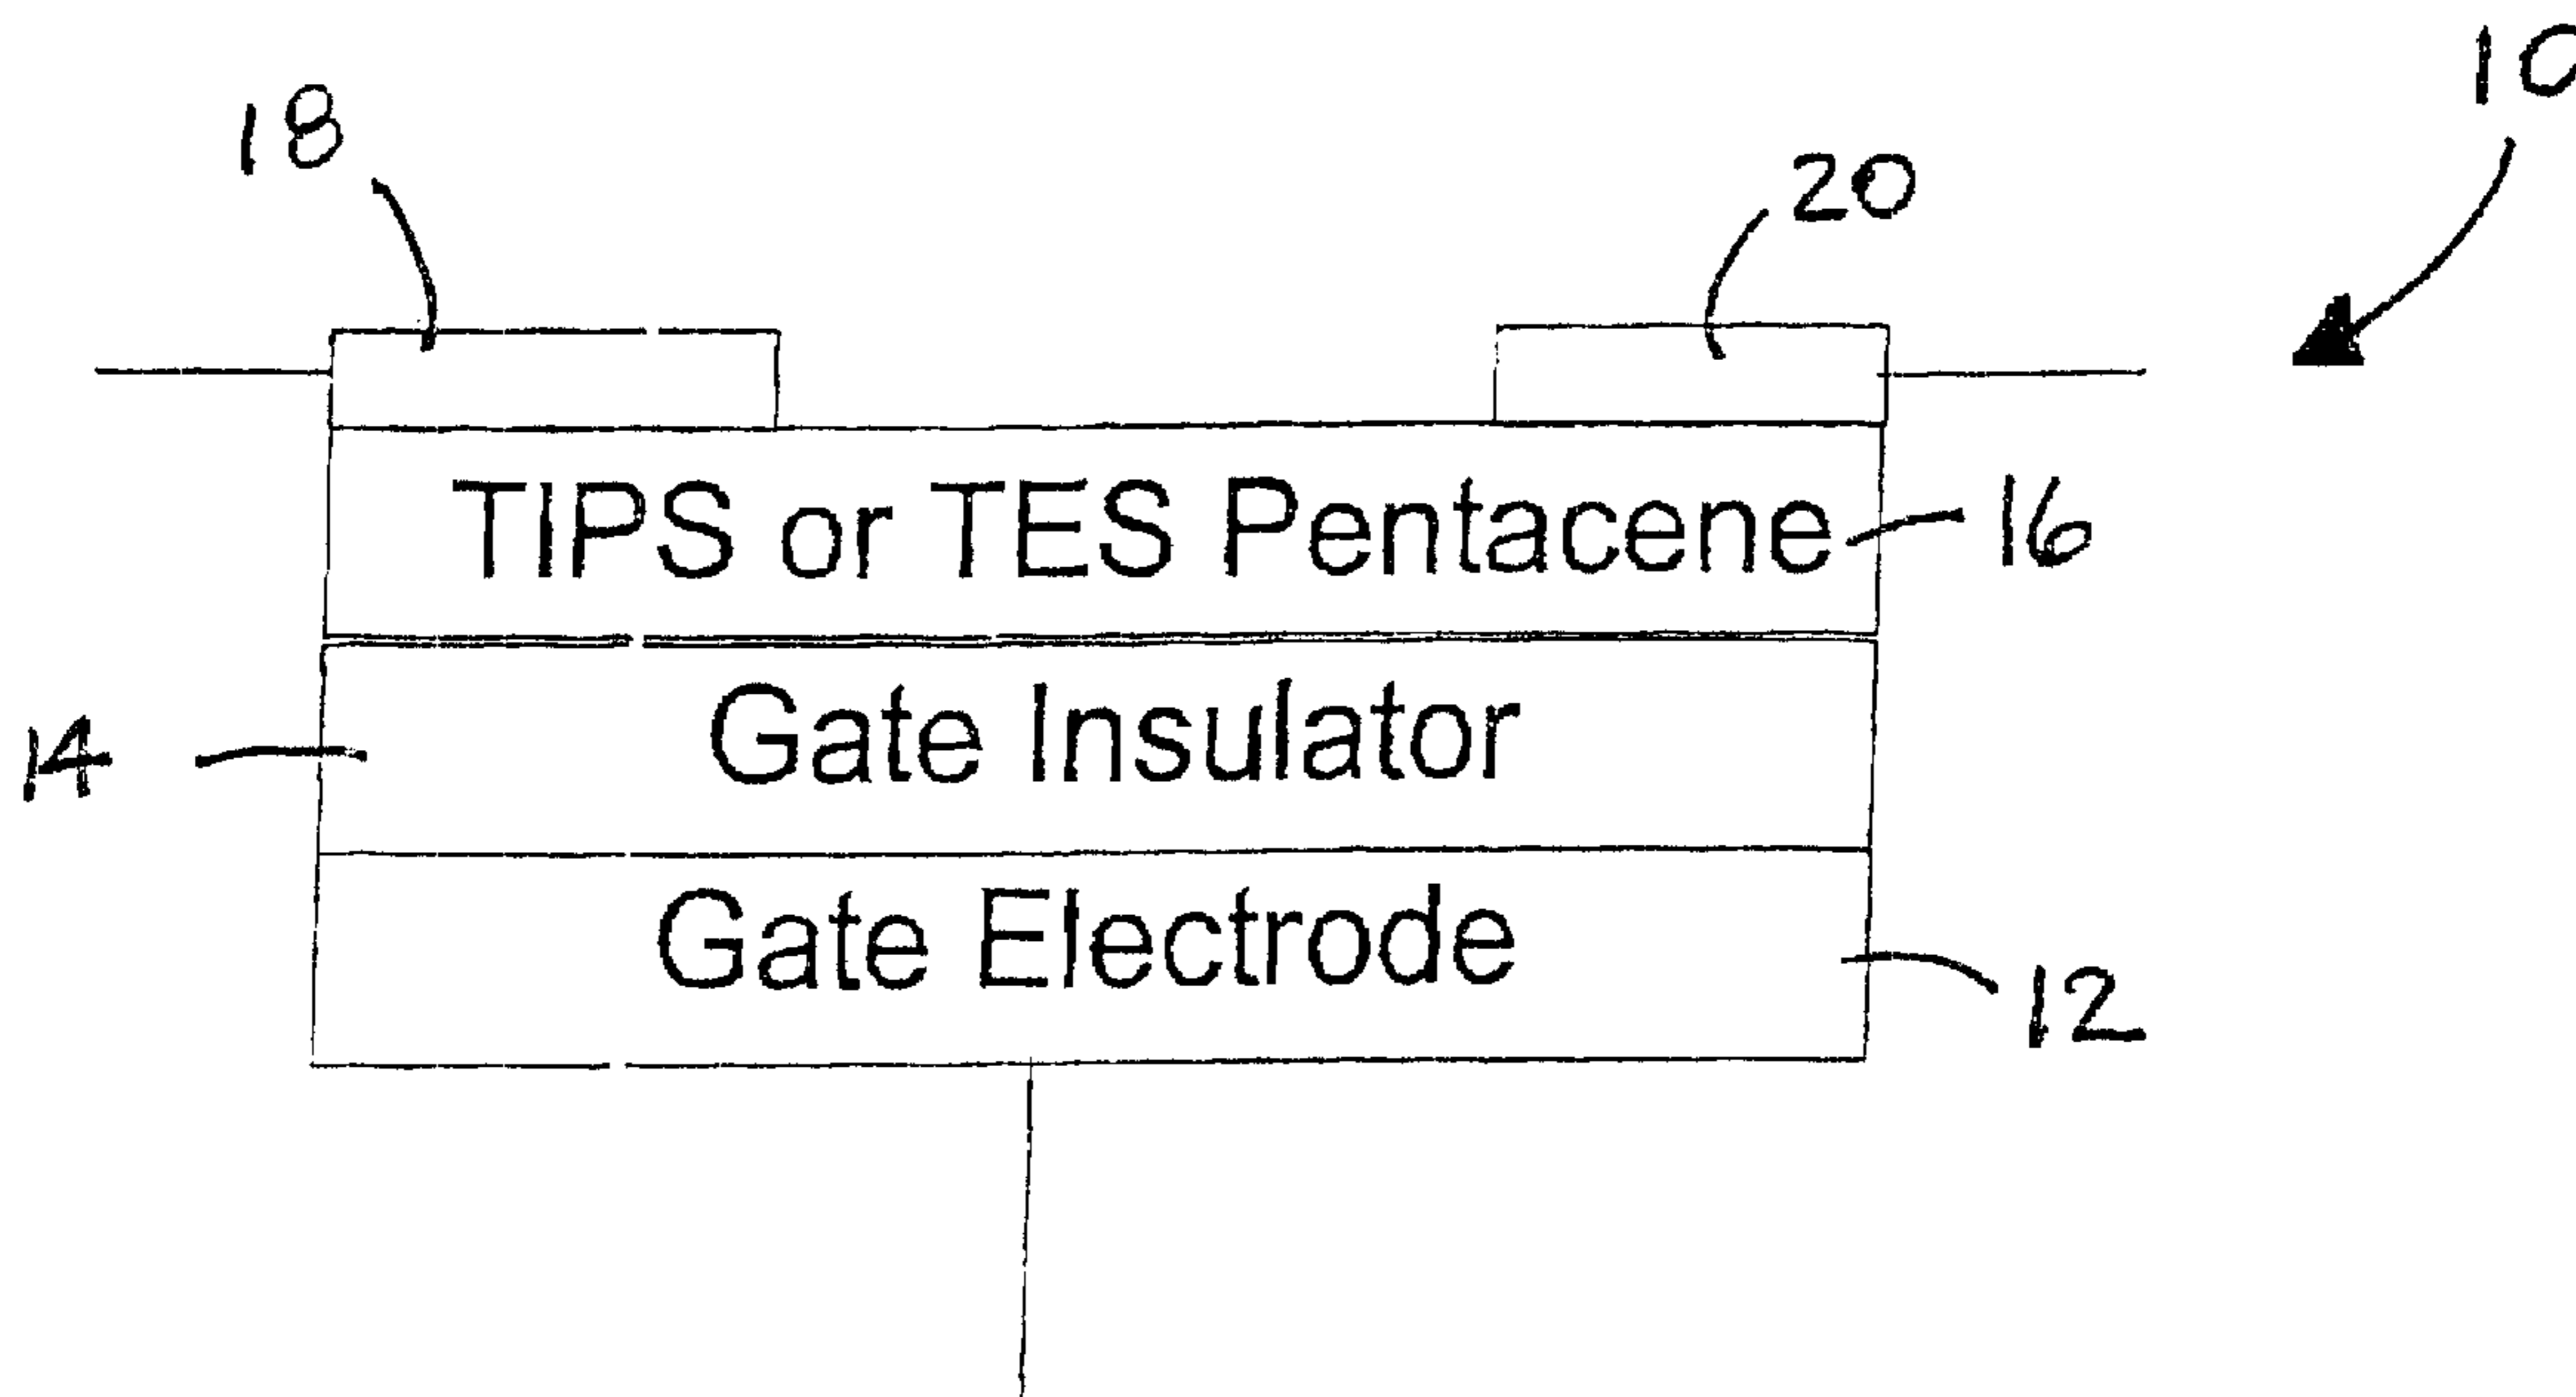 10
18
20
TIPS or TES Pentacene
16
Gate Insulator
14
Gate Electrode
12